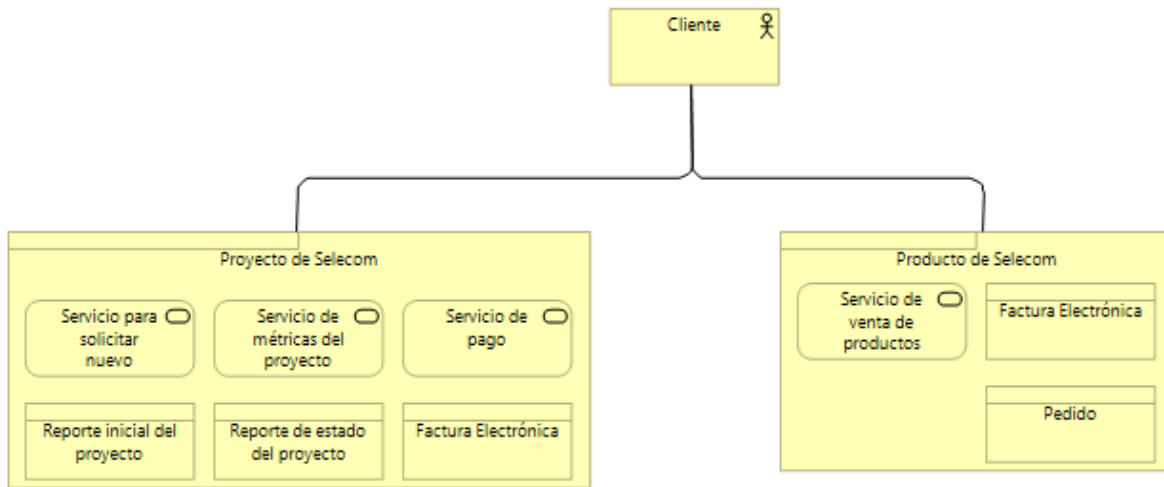 Cliente
Proyecto de Selecom
Servicio para
solicitar
nuevo
Servicio de
métricas del
proyecto
Servicio de
pago
Reporte inicial del
proyecto
Reporte de estado
del proyecto
Factura Electrónica
Producto de Selecom
Servicio de
venta de
productos
Factura Electrónica
Pedido